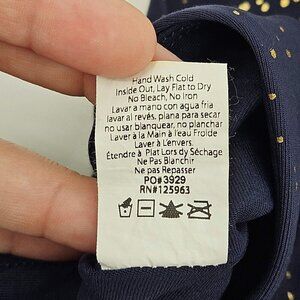 Hand Wash Cold
Inside Out, Lay Flat to Dry
No Bleach, No Iron
Lavar a mano con agua fria
lavar al revés, plana para secar
no usar blanquear, no planchar
Laver à la Main à l'eau Froide
Laver à L'envers.
Étendre à Plat Lors dy Séchage
Ne Pas Blanchir
Ne pas Repasser
PO#3929
RN#125963